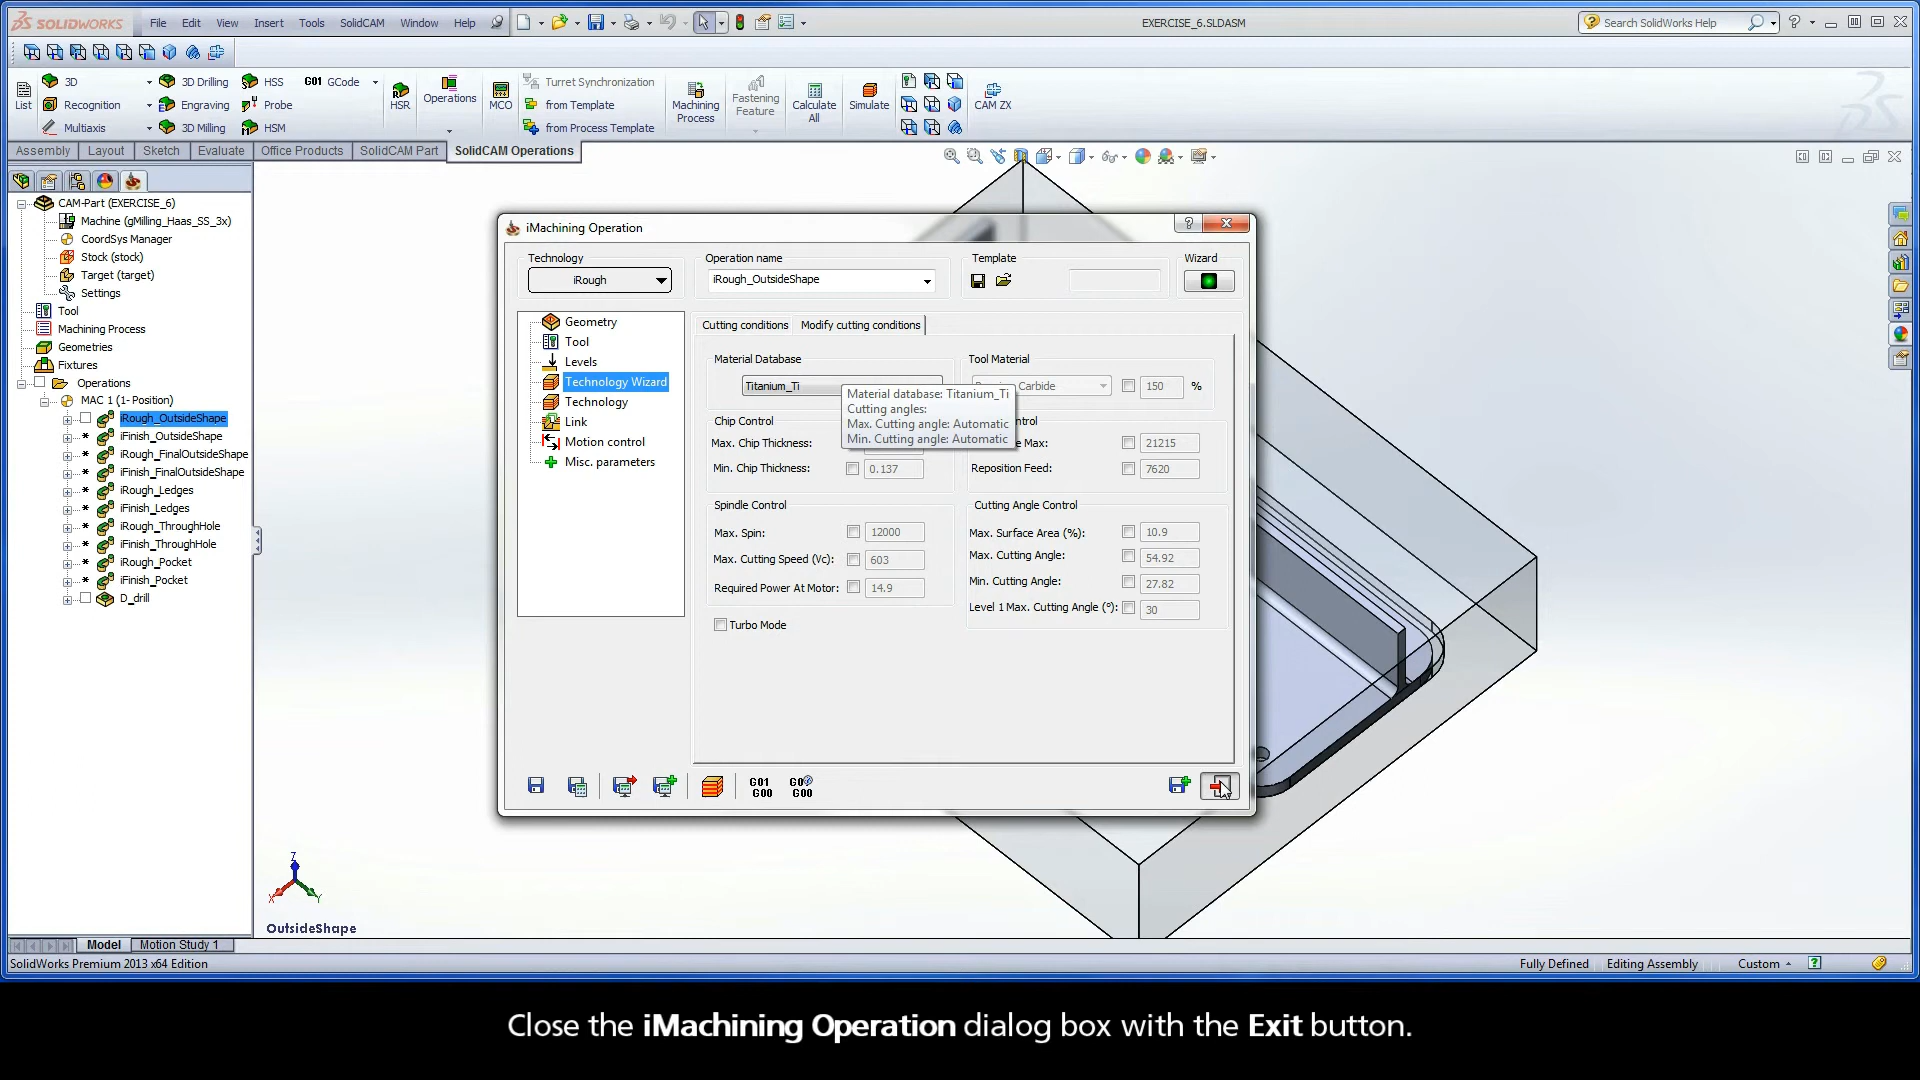 SOLIDWORKS File Edit View Insert Tools SolidCAM Window Help EXERCISE_6.SLDASM Search SolidWorks Help
3D 3D Drilling HSS G01 GCode Turret Synchronization
List Recognition Engraving Probe HSR Operations MCO from Template Machining Process Fastening Feature Calculate All Simulate CAM ZX
Multiaxis 3D Milling HSM from Process Template
Assembly Layout Sketch Evaluate Office Products SolidCAM Part SolidCAM Operations
CAM-Part (EXERCISE_6)
Machine (gMilling_Haas_SS_3x)
CoordSys Manager
Stock (stock)
Target (target)
Settings
Tool
Machining Process
Geometries
Fixtures
Operations
MAC 1 (1- Position)
iRough_OutsideShape
iFinish_OutsideShape
iRough_FinalOutsideShape
iFinish_FinalOutsideShape
iRough_Ledges
iFinish_Ledges
iRough_ThroughHole
iFinish_ThroughHole
iRough_Pocket
iFinish_Pocket
D_drill
iMachining Operation
Technology Operation name Template Wizard
iRough iRough_OutsideShape
Geometry
Tool
Levels
Technology Wizard
Technology
Link
Motion control
Misc. parameters
Cutting conditions Modify cutting conditions
Material Database Tool Material
Titanium_Ti Carbide 150 %
Material database: Titanium_Ti
Cutting angles:
Max. Cutting angle: Automatic
Min. Cutting angle: Automatic
Chip Control
Max. Chip Thickness: Max: 21215
Min. Chip Thickness: 0.137 Reposition Feed: 7620
Spindle Control Cutting Angle Control
Max. Spin: 12000 Max. Surface Area (%): 10.9
Max. Cutting Speed (Vc): 603 Max. Cutting Angle: 54.92
Required Power At Motor: 14.9 Min. Cutting Angle: 27.82
Level 1 Max. Cutting Angle (°): 30
Turbo Mode
G01 G00 G00
Z
X Y
OutsideShape
Model Motion Study 1
SolidWorks Premium 2013 x64 Edition Fully Defined Editing Assembly Custom
Close the iMachining Operation dialog box with the Exit button.